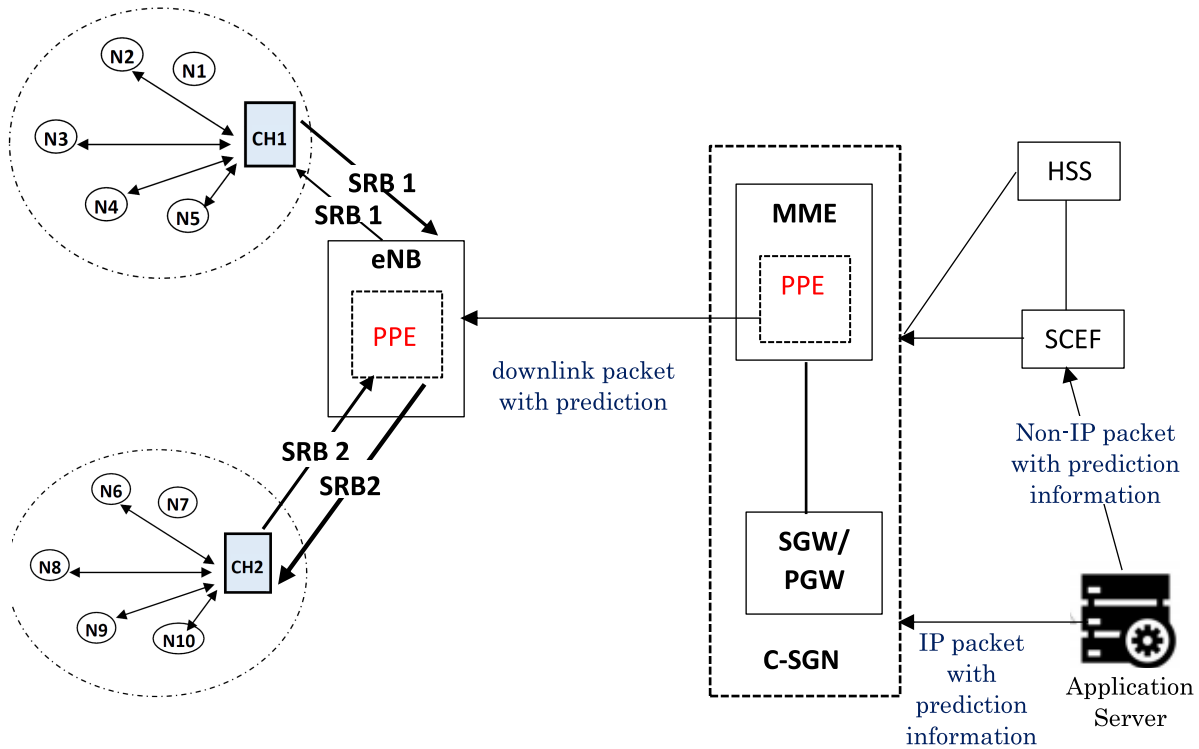 N2
N1
N3
CH1
N4
N5
SRB 1
SRB 1
eNB
PPE
SRB 2
SRB2
N6
N7
N8
CH2
N9
N10
downlink packet
with prediction
MME
PPE
SGW/
PGW
C-SGN
HSS
SCEF
Non-IP packet
with prediction
information
IP packet
with
prediction
information
Application
Server